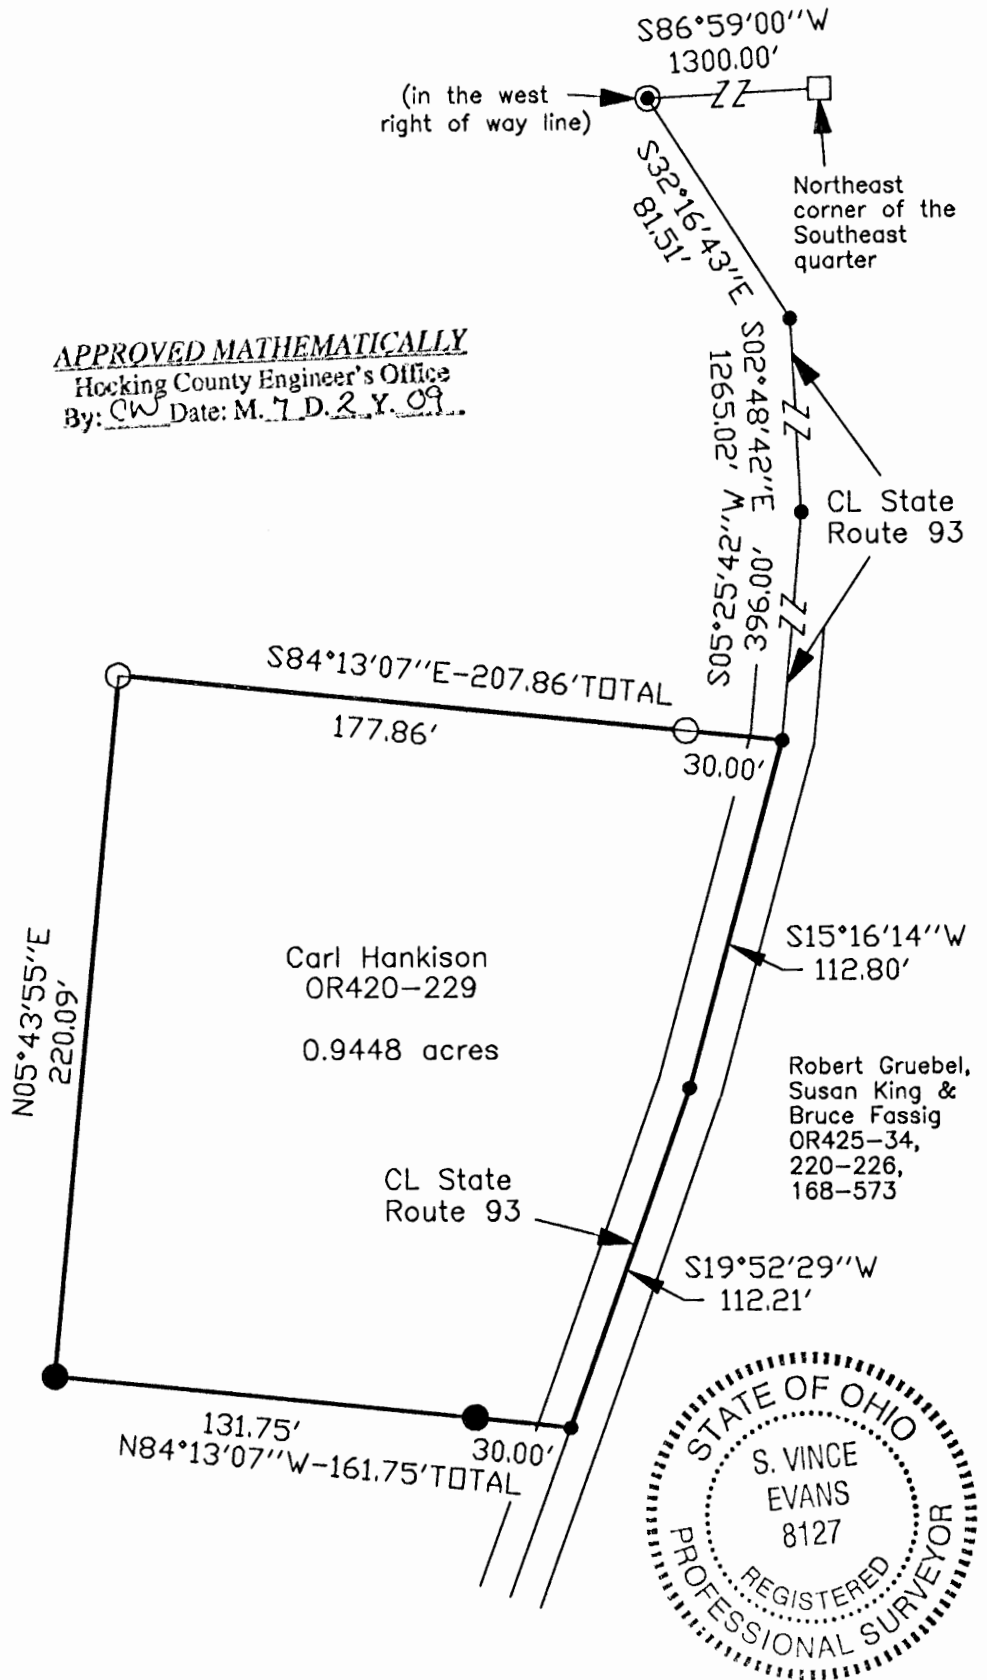 S86°59'00''W
1300.00'
(in the west
right of way line)
Northeast
corner of the
Southeast
quarter
S32°16'43''E
81.51'
APPROVED MATHEMATICALLY
Hocking County Engineer's Office
By: CW Date: M. 7 D. 2 Y. 09
S02°48'42''E
1265.02'
CL State
Route 93
S05°25'42''W
396.00'
S84°13'07''E-207.86'TOTAL
177.86'
30.00'
S15°16'14''W
112.80'
N05°43'55''E
220.09'
Carl Hankison
OR420-229
0.9448 acres
Robert Gruebel,
Susan King &
Bruce Fassig
OR425-34,
220-226,
168-573
CL State
Route 93
S19°52'29''W
112.21'
131.75'
30.00'
N84°13'07''W-161.75'TOTAL
STATE OF OHIO
S. VINCE
EVANS
8127
REGISTERED
PROFESSIONAL SURVEYOR